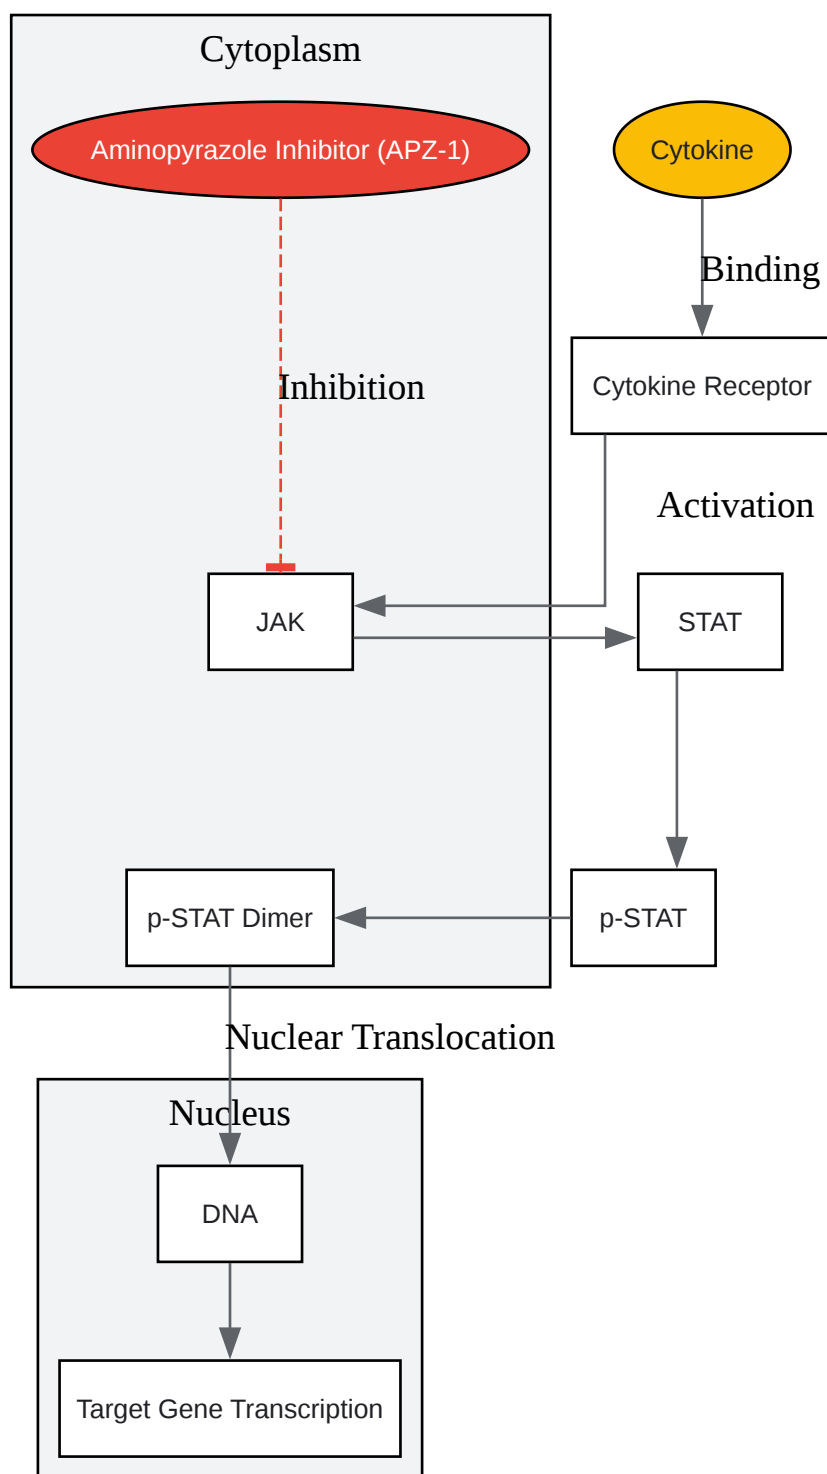 Cytoplasm
Aminopyrazole Inhibitor (APZ-1)
Cytokine
Binding
Inhibition
Cytokine Receptor
Activation
JAK
STAT
p-STAT Dimer
p-STAT
Nuclear Translocation
Nucleus
DNA
Target Gene Transcription